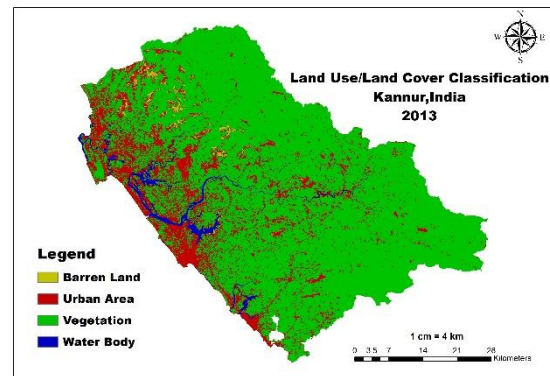 N
W E
S
Land Use/Land Cover Classification
Kannur,India
2013
Legend
Barren Land
Urban Area
Vegetation
Water Body
1 cm = 4 km
0 3.5 7 14 21 28
Kilometers